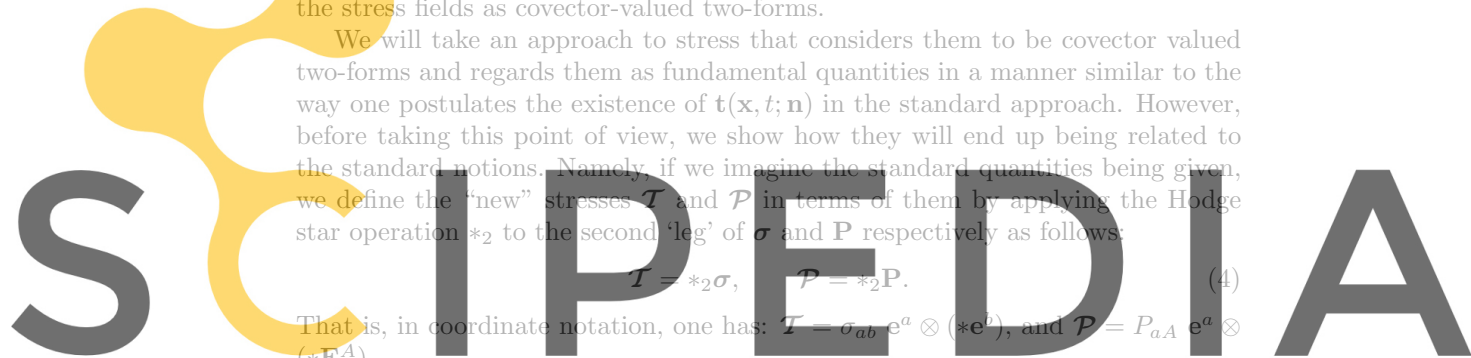 the stress fields as covector-valued two-forms.
We will take an approach to stress that considers them to be covector valued
two-forms and regards them as fundamental quantities in a manner similar to the
way one postulates the existence of t(x, t; n) in the standard approach. However,
before taking this point of view, we show how they will end up being related to
the standard notions. Namely, if we imagine the standard quantities being given,
we define the “new” stresses 𝓣 and 𝓟 in terms of them by applying the Hodge
star operation ∗₂ to the second ‘leg’ of σ and P respectively as follows:
𝓣 = ∗₂σ, 𝓟 = ∗₂P. (4)
That is, in coordinate notation, one has: 𝓣 = σ_ab e^a ⊗ (∗e^b), and 𝓟 = P_aA e^a ⊗
(∗E^A)
SCIPEDIA